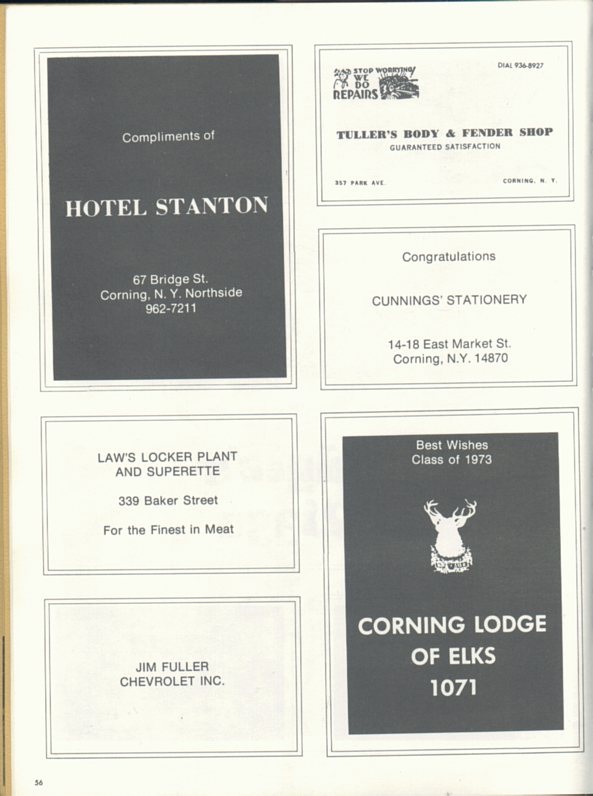 Compliments of
HOTEL STANTON
67 Bridge St.
Corning, N. Y. Northside
962-7211
STOP WORRYING!
WE
DO
REPAIRS
DIAL 936-8927
TULLER'S BODY & FENDER SHOP
GUARANTEED SATISFACTION
357 PARK AVE.
CORNING, N. Y.
Congratulations
CUNNINGS' STATIONERY
14-18 East Market St.
Corning, N.Y. 14870
LAW'S LOCKER PLANT
AND SUPERETTE
339 Baker Street
For the Finest in Meat
Best Wishes
Class of 1973
CORNING LODGE
OF ELKS
1071
JIM FULLER
CHEVROLET INC.
56